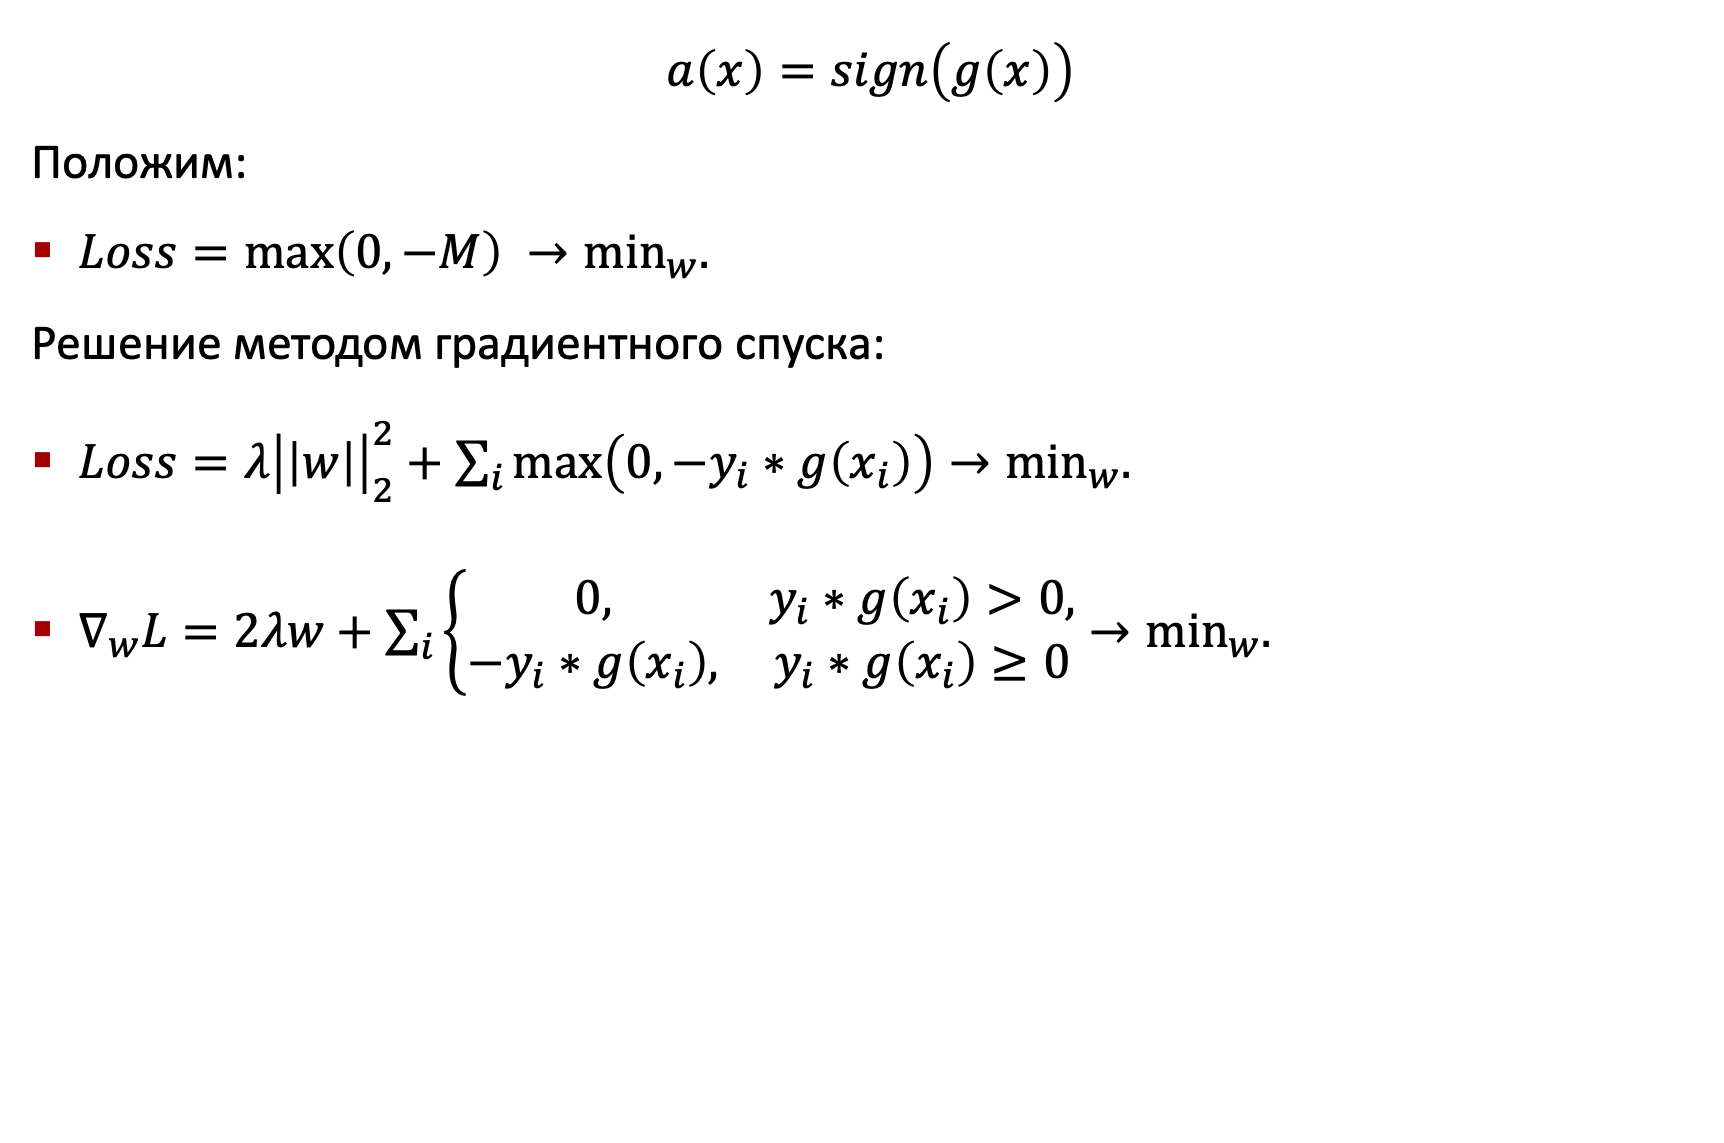 a(x) = sign(g(x))
Положим:
▪ Loss = max(0, −M) → min_w.
Решение методом градиентного спуска:
▪ Loss = λ||w||_2^2 + ∑_i max(0, −y_i * g(x_i)) → min_w.
▪ ∇_w L = 2λw + ∑_i { 0, y_i * g(x_i) > 0,
−y_i * g(x_i), y_i * g(x_i) ≥ 0 → min_w.